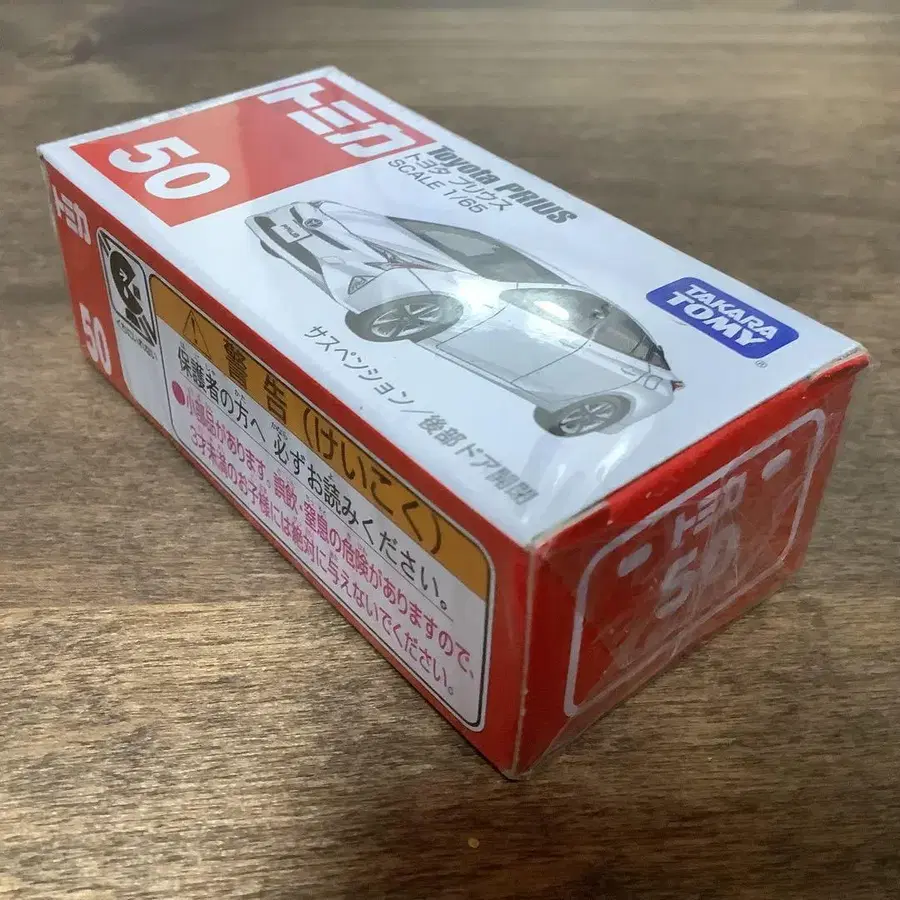 トミカ
50
Toyota PRIUS
トヨタ プリウス
SCALE 1/65
PRIUS
TAKARA
TOMY
®
サスペンション/後部ドア開閉
トミカ
50
警告(けいこく)
保護者の方へ 必ずお読みください。
●小部品があります。誤飲・窒息の危険がありますので、
3才未満のお子様には絶対に与えないでください。
トミカ
50